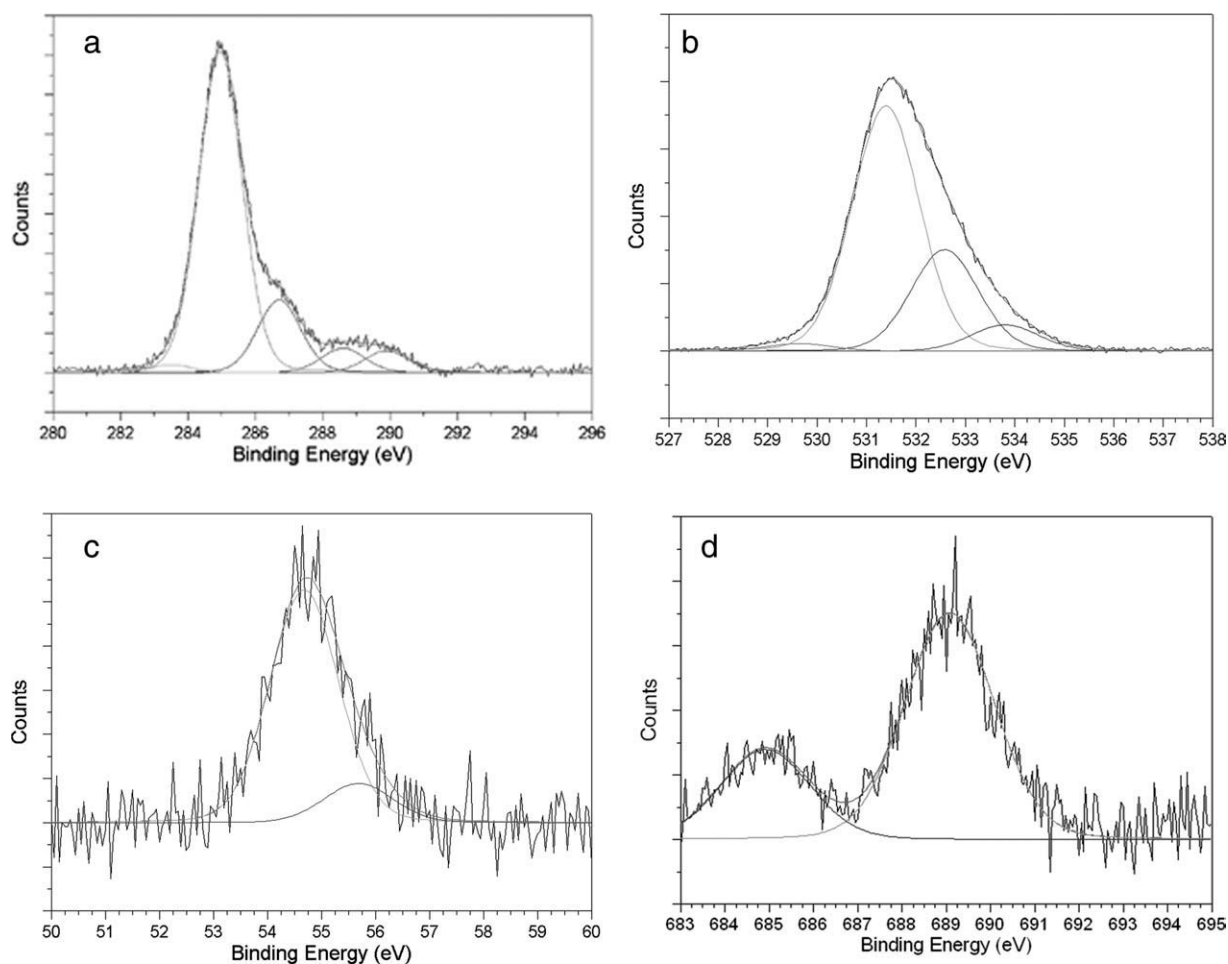 a
Counts
280 282 284 286 288 290 292 294 296
Binding Energy (eV)
b
Counts
527 528 529 530 531 532 533 534 535 536 537 538
Binding Energy (eV)
c
Counts
50 51 52 53 54 55 56 57 58 59 60
Binding Energy (eV)
d
Counts
683 684 685 686 687 688 689 690 691 692 693 694 695
Binding Energy (eV)